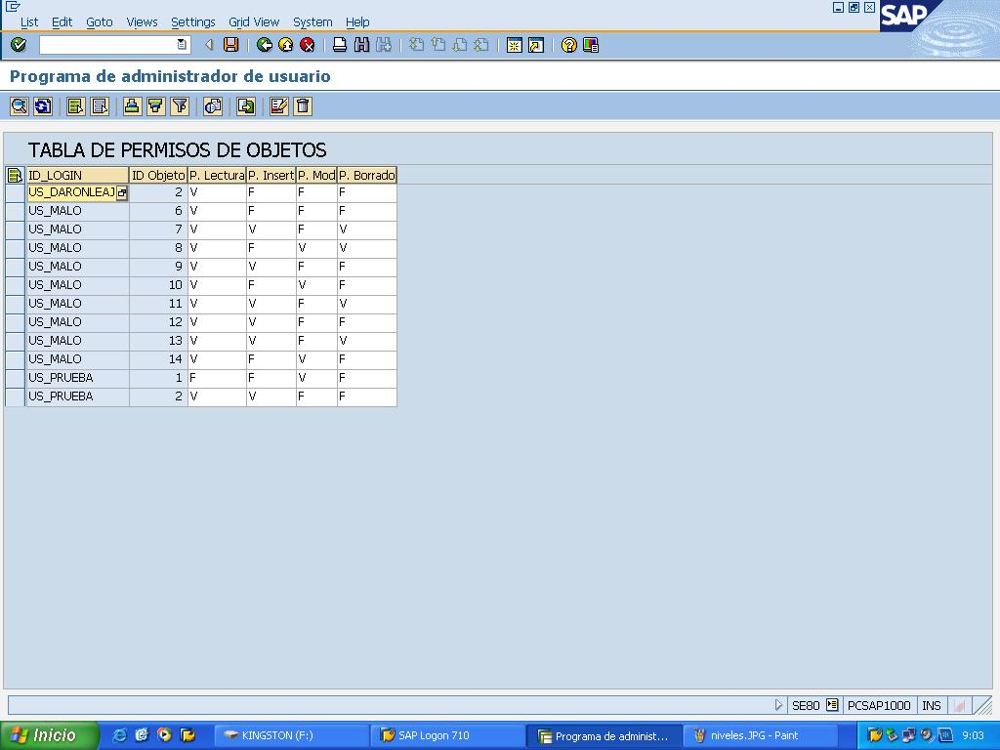 List Edit Goto Views Settings Grid View System Help
SAP
Programa de administrador de usuario
TABLA DE PERMISOS DE OBJETOS
ID_LOGIN ID Objeto P. Lectura P. Insert P. Mod P. Borrado
US_DARONLEAJ 2 V F F F
US_MALO 6 V F F F
US_MALO 7 V V F V
US_MALO 8 V F V V
US_MALO 9 V V F F
US_MALO 10 V F V F
US_MALO 11 V V F V
US_MALO 12 V V F F
US_MALO 13 V V F V
US_MALO 14 V F V F
US_PRUEBA 1 F F V F
US_PRUEBA 2 V V F F
SE80 PCSAP1000 INS
Inicio KINGSTON (F:) SAP Logon 710 Programa de administ... niveles.JPG - Paint 9:03